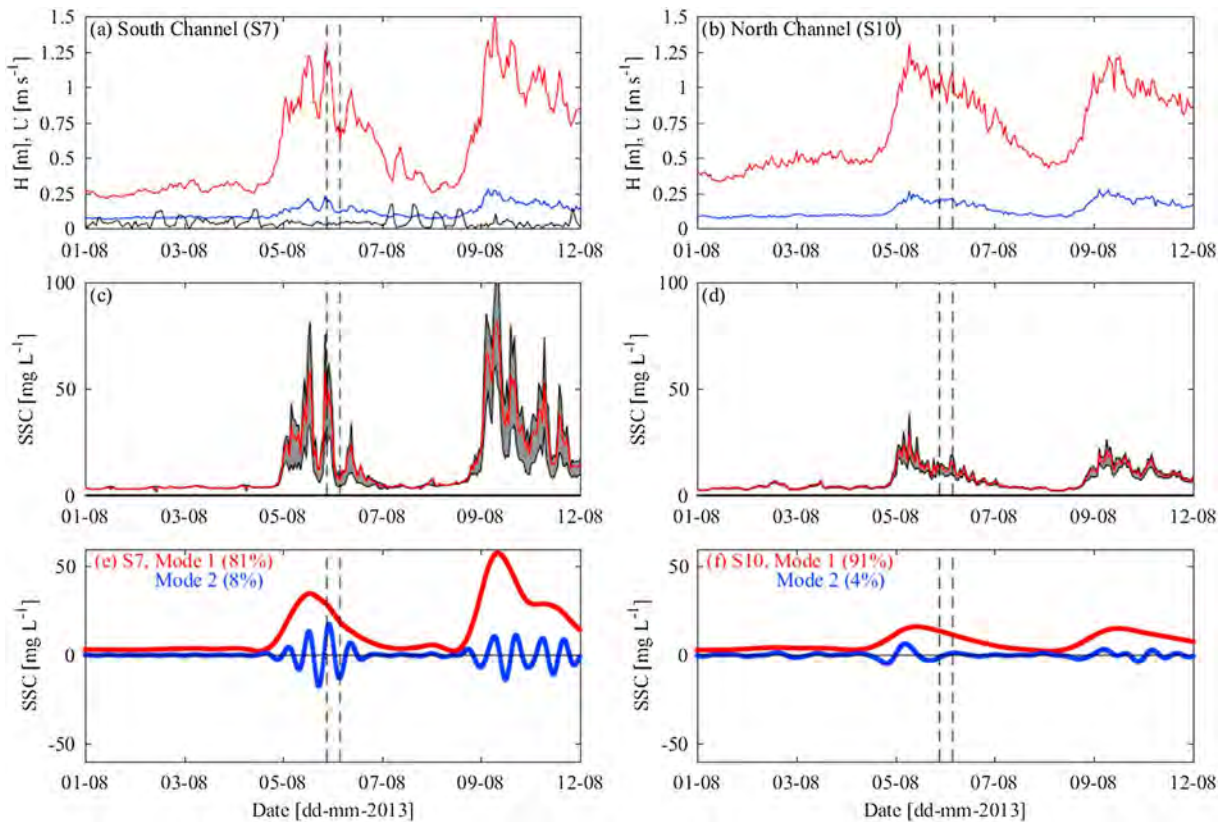 (a) South Channel (S7)
H [m], U [m s⁻¹]
1.5
1.25
1
0.75
0.5
0.25
0
01-08 03-08 05-08 07-08 09-08 12-08
(b) North Channel (S10)
H [m], U [m s⁻¹]
1.5
1.25
1
0.75
0.5
0.25
0
01-08 03-08 05-08 07-08 09-08 12-08
(c)
SSC [mg L⁻¹]
100
50
0
01-08 03-08 05-08 07-08 09-08 12-08
(d)
SSC [mg L⁻¹]
100
50
0
01-08 03-08 05-08 07-08 09-08 12-08
(e) S7, Mode 1 (81%)
Mode 2 (8%)
SSC [mg L⁻¹]
50
0
-50
01-08 03-08 05-08 07-08 09-08 12-08
Date [dd-mm-2013]
(f) S10, Mode 1 (91%)
Mode 2 (4%)
SSC [mg L⁻¹]
50
0
-50
01-08 03-08 05-08 07-08 09-08 12-08
Date [dd-mm-2013]